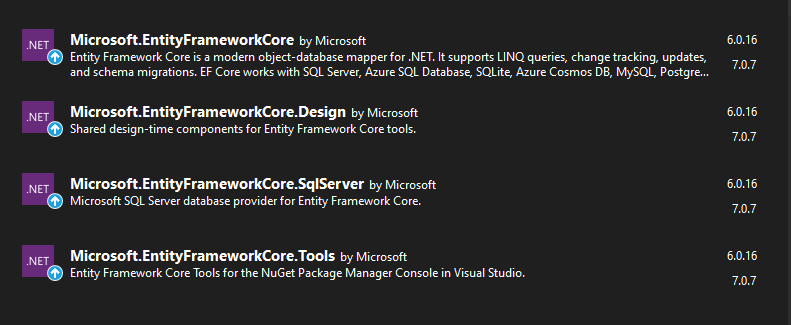 .NET
Microsoft.EntityFrameworkCore by Microsoft 6.0.16
Entity Framework Core is a modern object-database mapper for .NET. It supports LINQ queries, change tracking, updates, 7.0.7
and schema migrations. EF Core works with SQL Server, Azure SQL Database, SQLite, Azure Cosmos DB, MySQL, Postgre...
.NET
Microsoft.EntityFrameworkCore.Design by Microsoft 6.0.16
Shared design-time components for Entity Framework Core tools. 7.0.7
.NET
Microsoft.EntityFrameworkCore.SqlServer by Microsoft 6.0.16
Microsoft SQL Server database provider for Entity Framework Core. 7.0.7
.NET
Microsoft.EntityFrameworkCore.Tools by Microsoft 6.0.16
Entity Framework Core Tools for the NuGet Package Manager Console in Visual Studio. 7.0.7